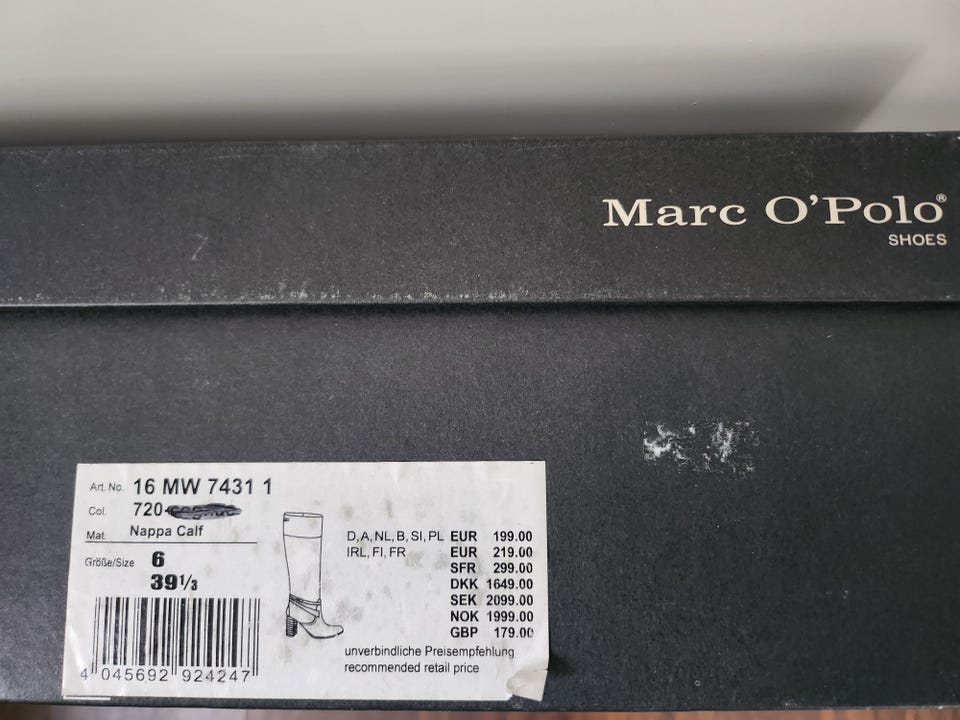 Marc O'Polo®
SHOES
Art. No. 16 MW 7431 1
Col. 720-
Mat. Nappa Calf
Größe/Size 6
39 1/3
D, A, NL, B, SI, PL EUR 199.00
IRL, FI, FR EUR 219.00
SFR 299.00
DKK 1649.00
SEK 2099.00
NOK 1999.00
GBP 179.00
unverbindliche Preisempfehlung
recommended retail price
4 045692 924247